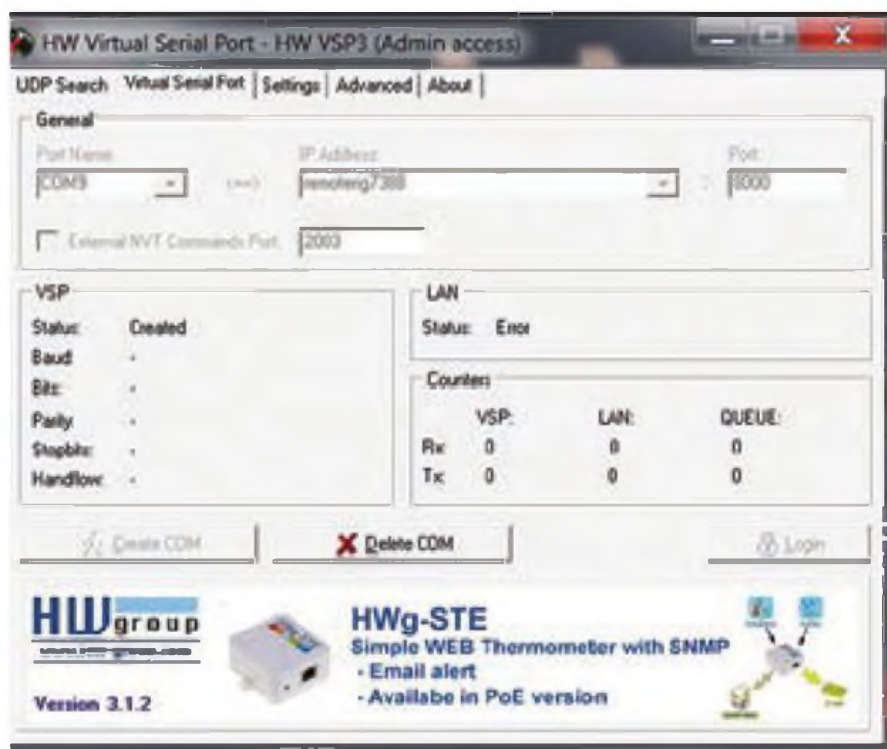 HW Virtual Serial Port - HW VSP3 (Admin access)
UDP Search Virtual Serial Port Settings Advanced About
General
Port Name IP Address: Port
COM9 <==> remoterig7388 : 8000
External NVT Commands Port: 2003
VSP
Status: Created
Baud -
Bits: -
Parity -
Stopbits: -
Handflow: -
LAN
Status: Error
Counters
VSP: LAN: QUEUE:
Rx: 0 0 0
Tx: 0 0 0
Create COM Delete COM Login
HW group
Version 3.1.2
HWg-STE
Simple WEB Thermometer with SNMP
- Email alert
- Availabe in PoE version